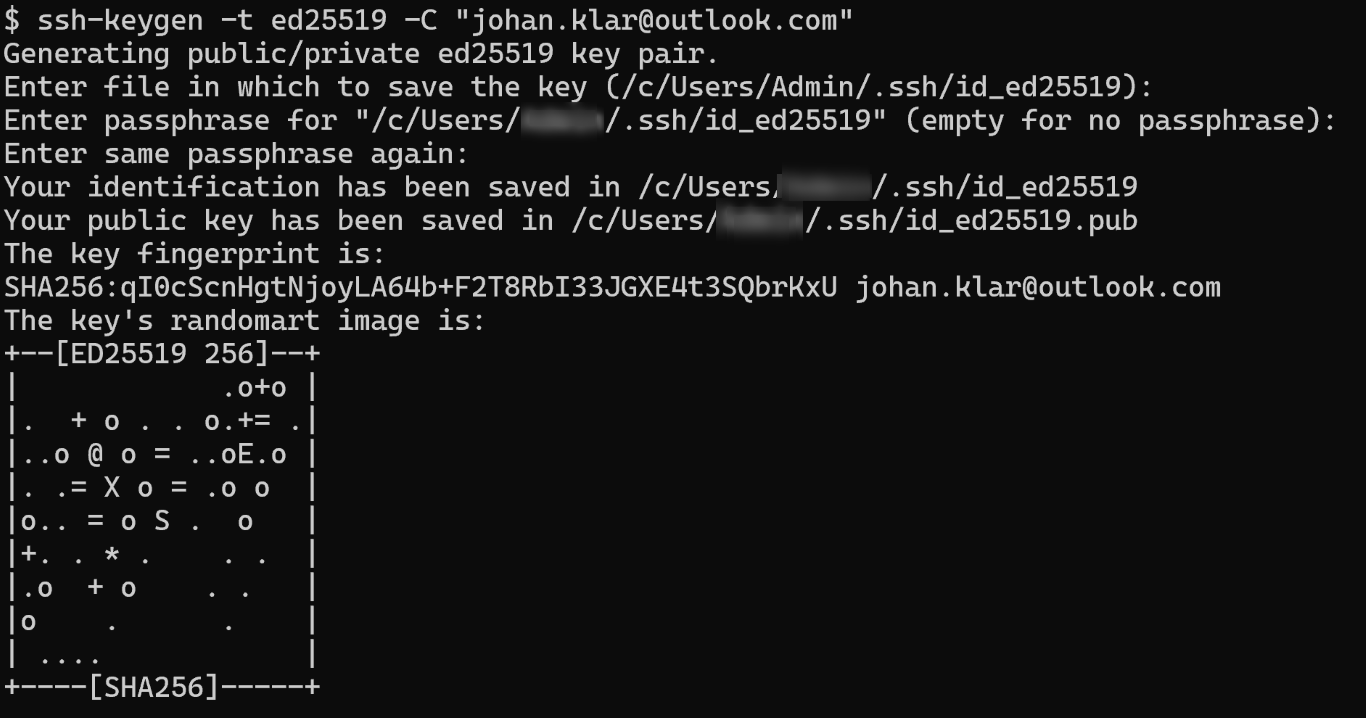 $ ssh-keygen -t ed25519 -C "johan.klar@outlook.com"
Generating public/private ed25519 key pair.
Enter file in which to save the key (/c/Users/Admin/.ssh/id_ed25519):
Enter passphrase for "/c/Users//.ssh/id_ed25519" (empty for no passphrase):
Enter same passphrase again:
Your identification has been saved in /c/Users//.ssh/id_ed25519
Your public key has been saved in /c/Users//.ssh/id_ed25519.pub
The key fingerprint is:
SHA256:qI0cScnHgtNjoyLA64b+F2T8RbI33JGXE4t3SQbrKxU johan.klar@outlook.com
The key's randomart image is:
+--[ED25519 256]--+
|            .o+o |
|.  + o . . o.+= .|
|..o @ o = ..oE.o |
|. .= X o = .o o  |
|o.. = o S .  o   |
|+. . * .    . .  |
|.o  + o    . .   |
|o    .      .    |
| ....            |
+----[SHA256]-----+